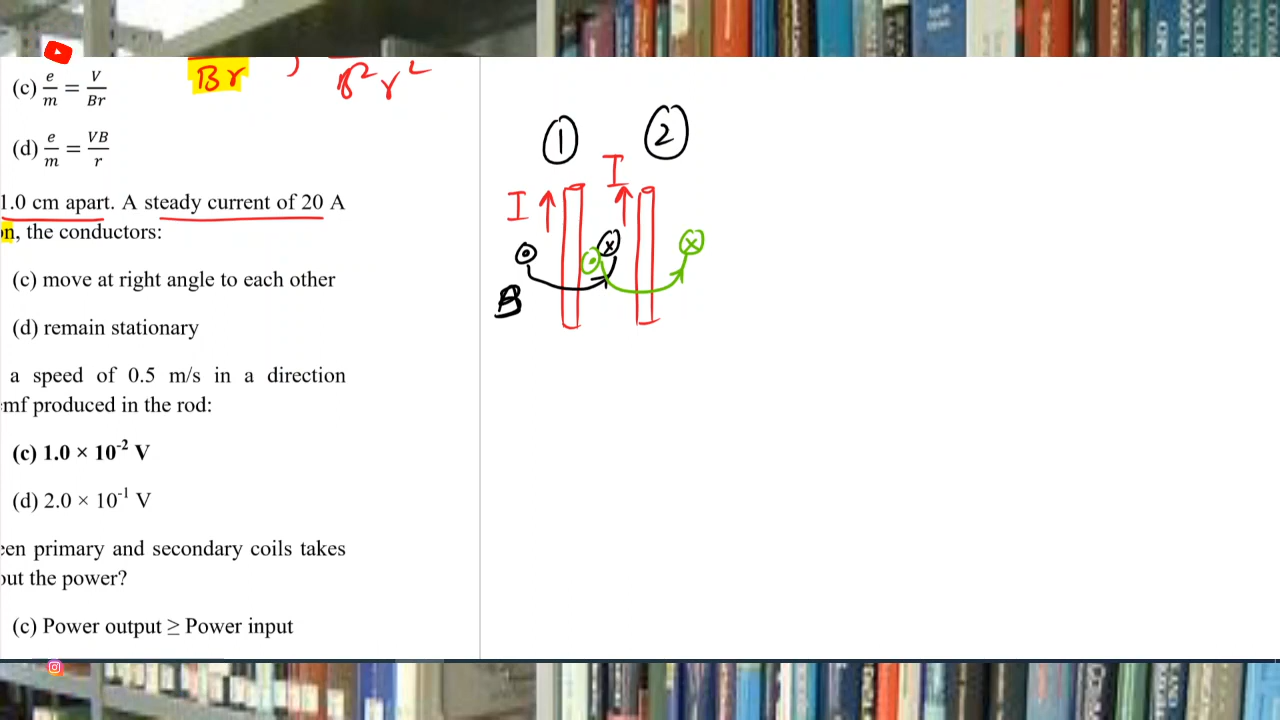 (c) e/m = V/Br
Br , B²r²
(d) e/m = VB/r
1.0 cm apart. A steady current of 20 A
on, the conductors:
(c) move at right angle to each other
(d) remain stationary
a speed of 0.5 m/s in a direction
emf produced in the rod:
(c) 1.0 × 10⁻² V
(d) 2.0 × 10⁻¹ V
een primary and secondary coils takes
out the power?
(c) Power output ≥ Power input
1 2
I I
B